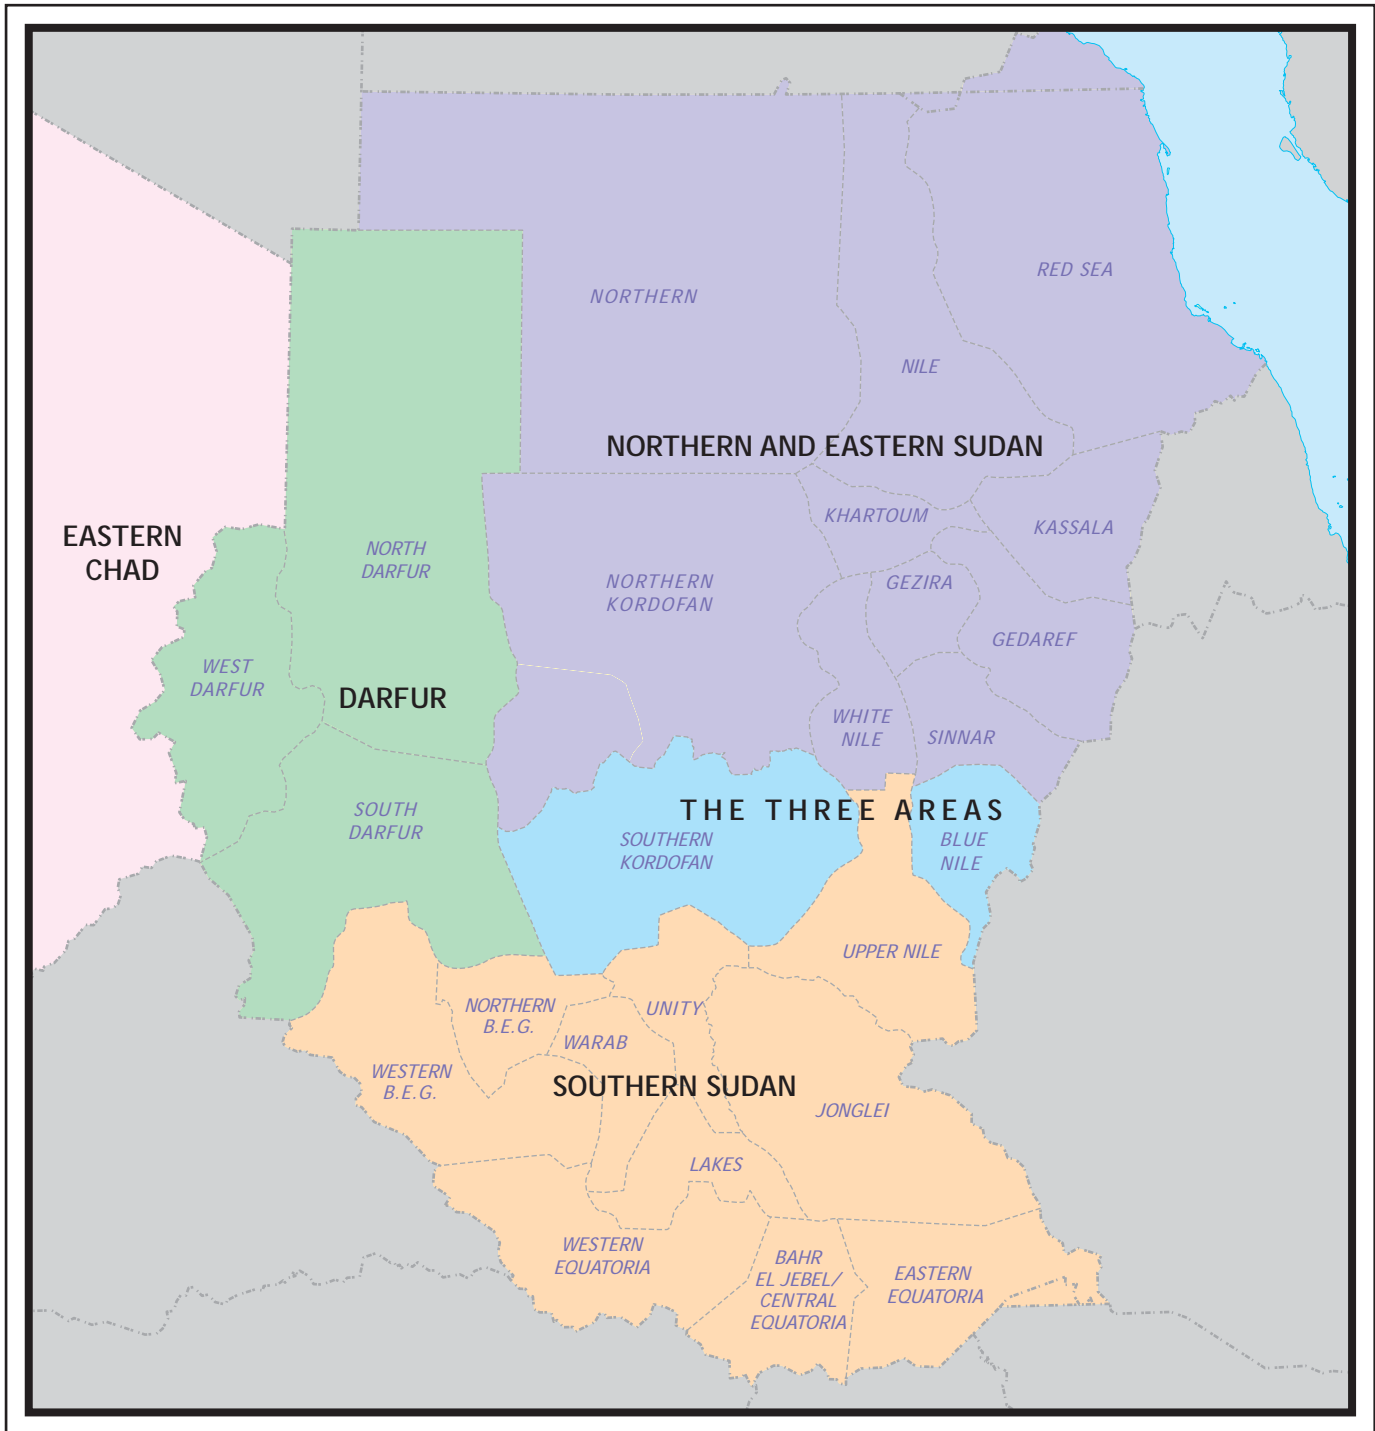 RED SEA
NORTHERN
NILE
NORTHERN AND EASTERN SUDAN
KHARTOUM
KASSALA
EASTERN
CHAD
NORTH
DARFUR
NORTHERN
KORDOFAN
GEZIRA
GEDAREF
WEST
DARFUR
DARFUR
WHITE
NILE
SINNAR
SOUTH
DARFUR
THE THREE AREAS
SOUTHERN
KORDOFAN
BLUE
NILE
UPPER NILE
NORTHERN
B.E.G.
UNITY
WARAB
WESTERN
B.E.G.
SOUTHERN SUDAN
JONGLEI
LAKES
WESTERN
EQUATORIA
BAHR
EL JEBEL/
CENTRAL
EQUATORIA
EASTERN
EQUATORIA